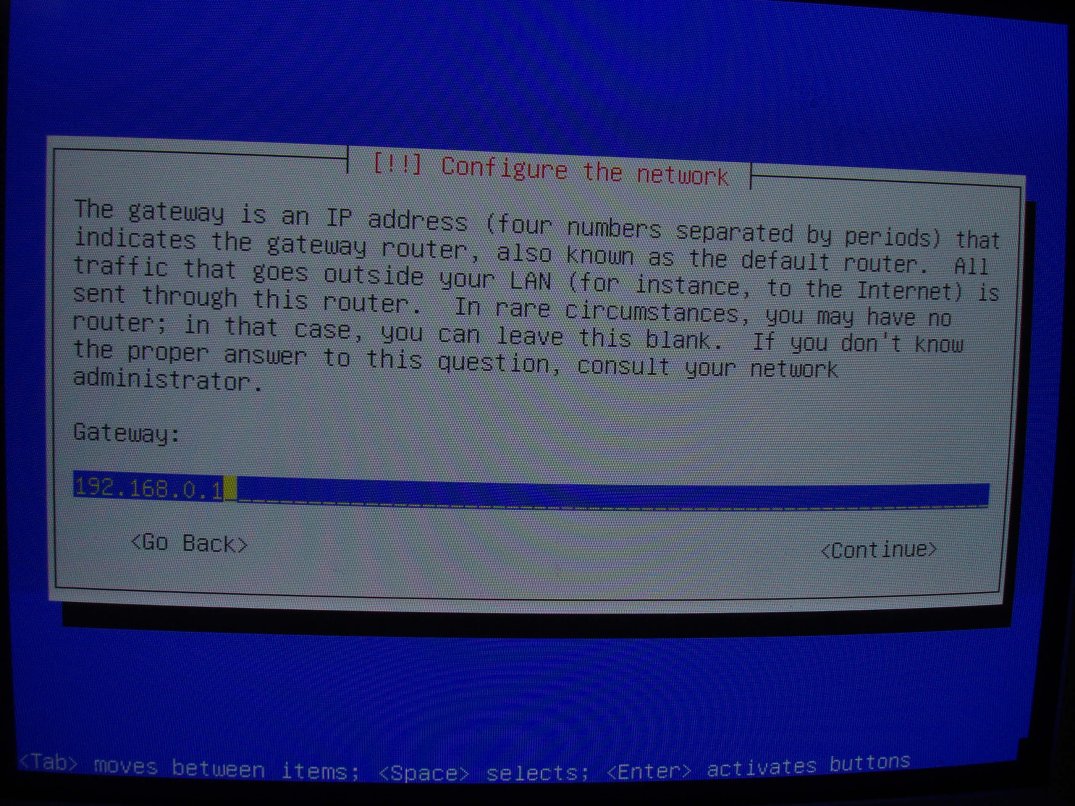 [!!] Configure the network
The gateway is an IP address (four numbers separated by periods) that
indicates the gateway router, also known as the default router.  All
traffic that goes outside your LAN (for instance, to the Internet) is
sent through this router.  In rare circumstances, you may have no
router; in that case, you can leave this blank.  If you don't know
the proper answer to this question, consult your network
administrator.
Gateway:
192.168.0.1
<Go Back> <Continue>
<Tab> moves between items; <Space> selects; <Enter> activates buttons